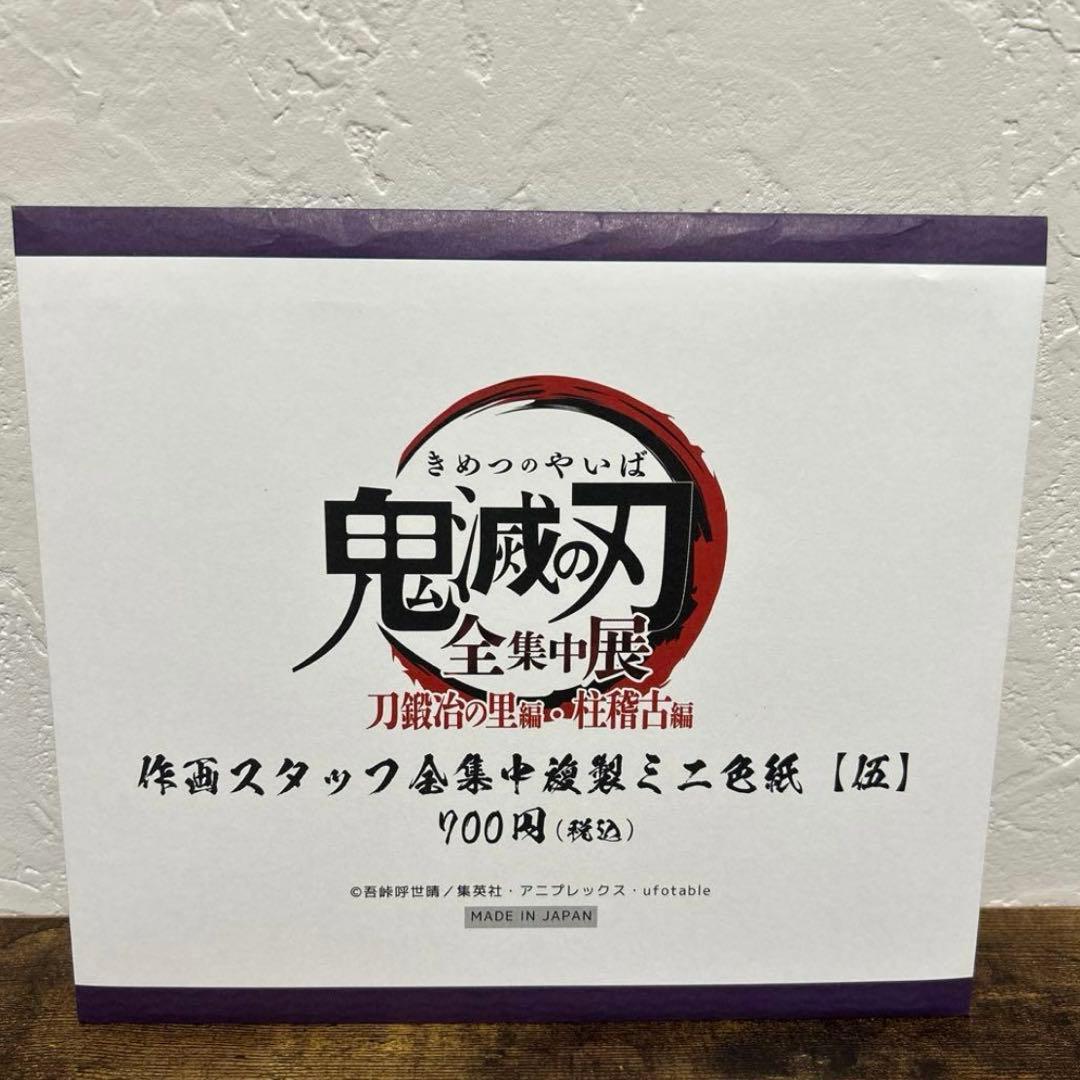 きめつのやいば
鬼滅の刃
全集中展
刀鍛冶の里編・柱稽古編
作画スタッフ全集中複製ミニ色紙【伍】
700円(税込)
©吾峠呼世晴／集英社・アニプレックス・ufotable
MADE IN JAPAN